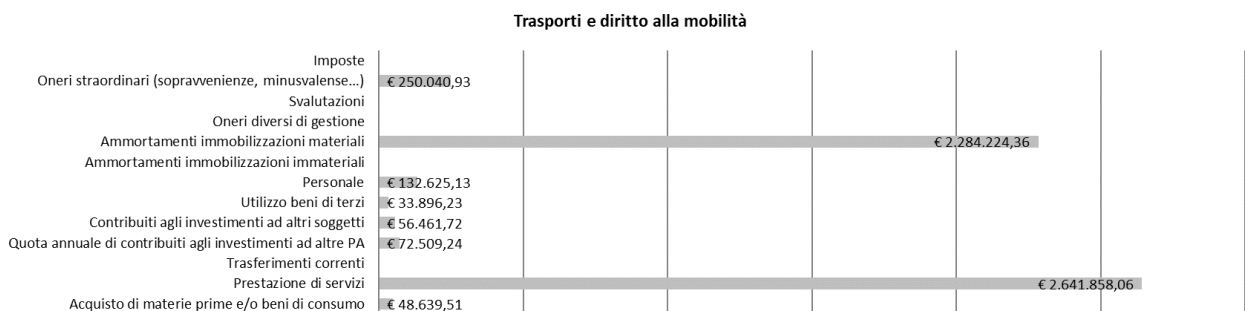 Trasporti e diritto alla mobilità
Imposte
Oneri straordinari (sopravvenienze, minusvalense...) € 250.040,93
Svalutazioni
Oneri diversi di gestione
Ammortamenti immobilizzazioni materiali € 2.284.224,36
Ammortamenti immobilizzazioni immateriali
Personale € 132.625,13
Utilizzo beni di terzi € 33.896,23
Contribuiti agli investimenti ad altri soggetti € 56.461,72
Quota annuale di contribuiti agli investimenti ad altre PA € 72.509,24
Trasferimenti correnti
Prestazione di servizi € 2.641.858,06
Acquisto di materie prime e/o beni di consumo € 48.639,51